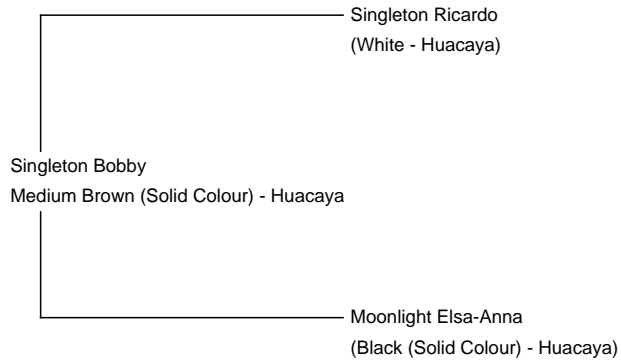 Singleton Ricardo
(White - Huacaya)
Singleton Bobby
Medium Brown (Solid Colour) - Huacaya
Moonlight Elsa-Anna
(Black (Solid Colour) - Huacaya)